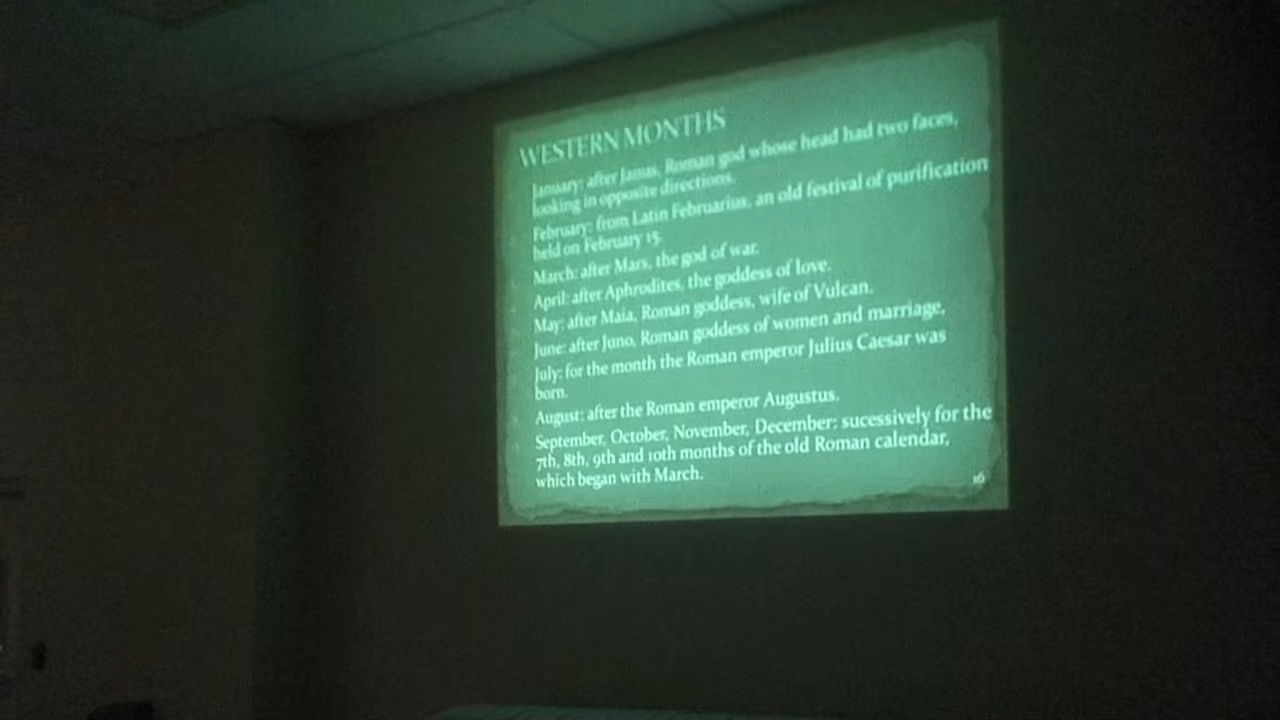 WESTERN MONTHS
January: after Janus, Roman god whose head had two faces,
looking in opposite directions.
February: from Latin Februarius, an old festival of purification
held on February 15.
March: after Mars, the god of war.
April: after Aphrodites, the goddess of love.
May: after Maia, Roman goddess, wife of Vulcan.
June: after Juno, Roman goddess of women and marriage,
July: for the month the Roman emperor Julius Caesar was
born.
August: after the Roman emperor Augustus.
September, October, November, December: sucessively for the
7th, 8th, 9th and 10th months of the old Roman calendar,
which began with March.
16